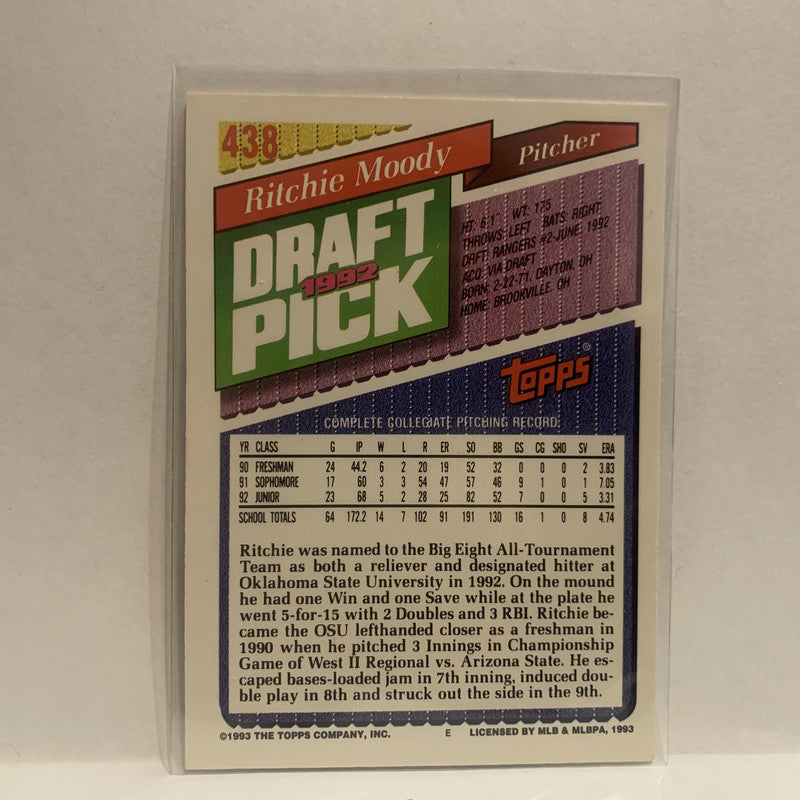 438
Ritchie Moody
Pitcher
DRAFT
1992
PICK
HT: 6'1" WT: 175
THROWS: LEFT BATS: RIGHT
DRFT: RANGERS #2-JUNE, 1992
ACQ: VIA DRAFT
BORN: 2-22-71, DAYTON, OH
HOME: BROOKVILLE, OH
TOPPS®
COMPLETE COLLEGIATE PITCHING RECORD
YR CLASS G IP W L R ER SO BB GS CG SHO SV ERA
90 FRESHMAN 24 44.2 6 2 20 19 52 32 0 0 0 2 3.83
91 SOPHOMORE 17 60 3 3 54 47 57 46 9 1 0 1 7.05
92 JUNIOR 23 68 5 2 28 25 82 52 7 0 0 5 3.31
SCHOOL TOTALS 64 172.2 14 7 102 91 191 130 16 1 0 8 4.74
Ritchie was named to the Big Eight All-Tournament
Team as both a reliever and designated hitter at
Oklahoma State University in 1992. On the mound
he had one Win and one Save while at the plate he
went 5-for-15 with 2 Doubles and 3 RBI. Ritchie be-
came the OSU lefthanded closer as a freshman in
1990 when he pitched 3 Innings in Championship
Game of West II Regional vs. Arizona State. He es-
caped bases-loaded jam in 7th inning, induced dou-
ble play in 8th and struck out the side in the 9th.
©1993 THE TOPPS COMPANY, INC. E LICENSED BY MLB & MLBPA, 1993